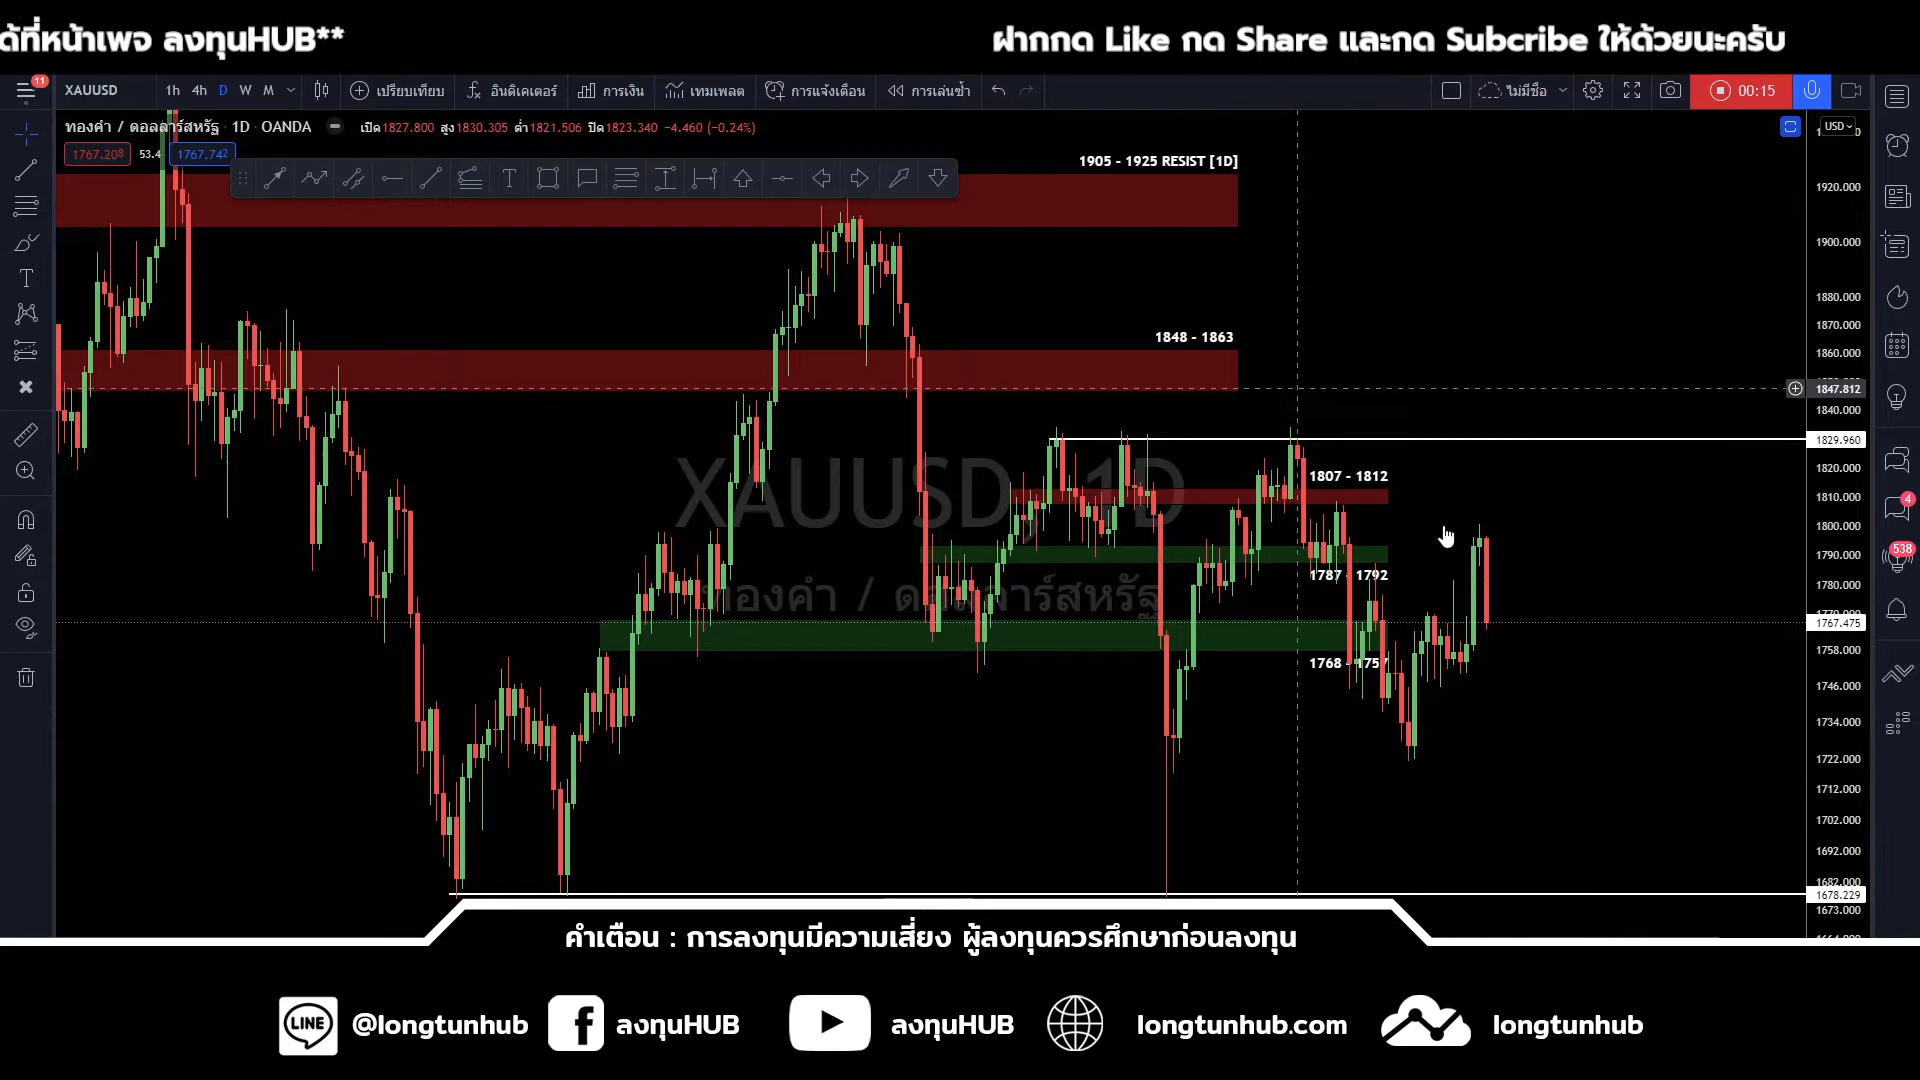 ด้ที่หน้าเพจ ลงทุนHUB**
ฝากกด Like กด Share และกด Subcribe ให้ด้วยนะครับ
11
XAUUSD 1h 4h D W M เปรียบเทียบ อินดิเคเตอร์ การเงิน เทมเพลต การแจ้งเตือน การเล่นซ้ำ ไม่มีชื่อ 00:15
ทองคำ / ดอลลาร์สหรัฐ 1D OANDA เปิด1827.800 สูง1830.305 ต่ำ1821.506 ปิด1823.340 −4.460 (−0.24%)
USD
1767.208 53.4 1767.742
1905 - 1925 RESIST [1D]
1920.000
1900.000
1880.000
1870.000
1848 - 1863
1860.000
1847.812
1840.000
1829.960
XAUUSD, 1D
ทองคำ / ดอลลาร์สหรัฐ
1820.000
1807 - 1812
1810.000
4
1800.000
538
1790.000
1787 - 1792
1780.000
1770.000
1767.475
1758.000
1768 - 1757
1746.000
1734.000
1722.000
1712.000
1702.000
1692.000
1682.000
1678.229
1673.000
คำเตือน : การลงทุนมีความเสี่ยง ผู้ลงทุนควรศึกษาก่อนลงทุน
LINE @longtunhub ลงทุนHUB ลงทุนHUB longtunhub.com longtunhub